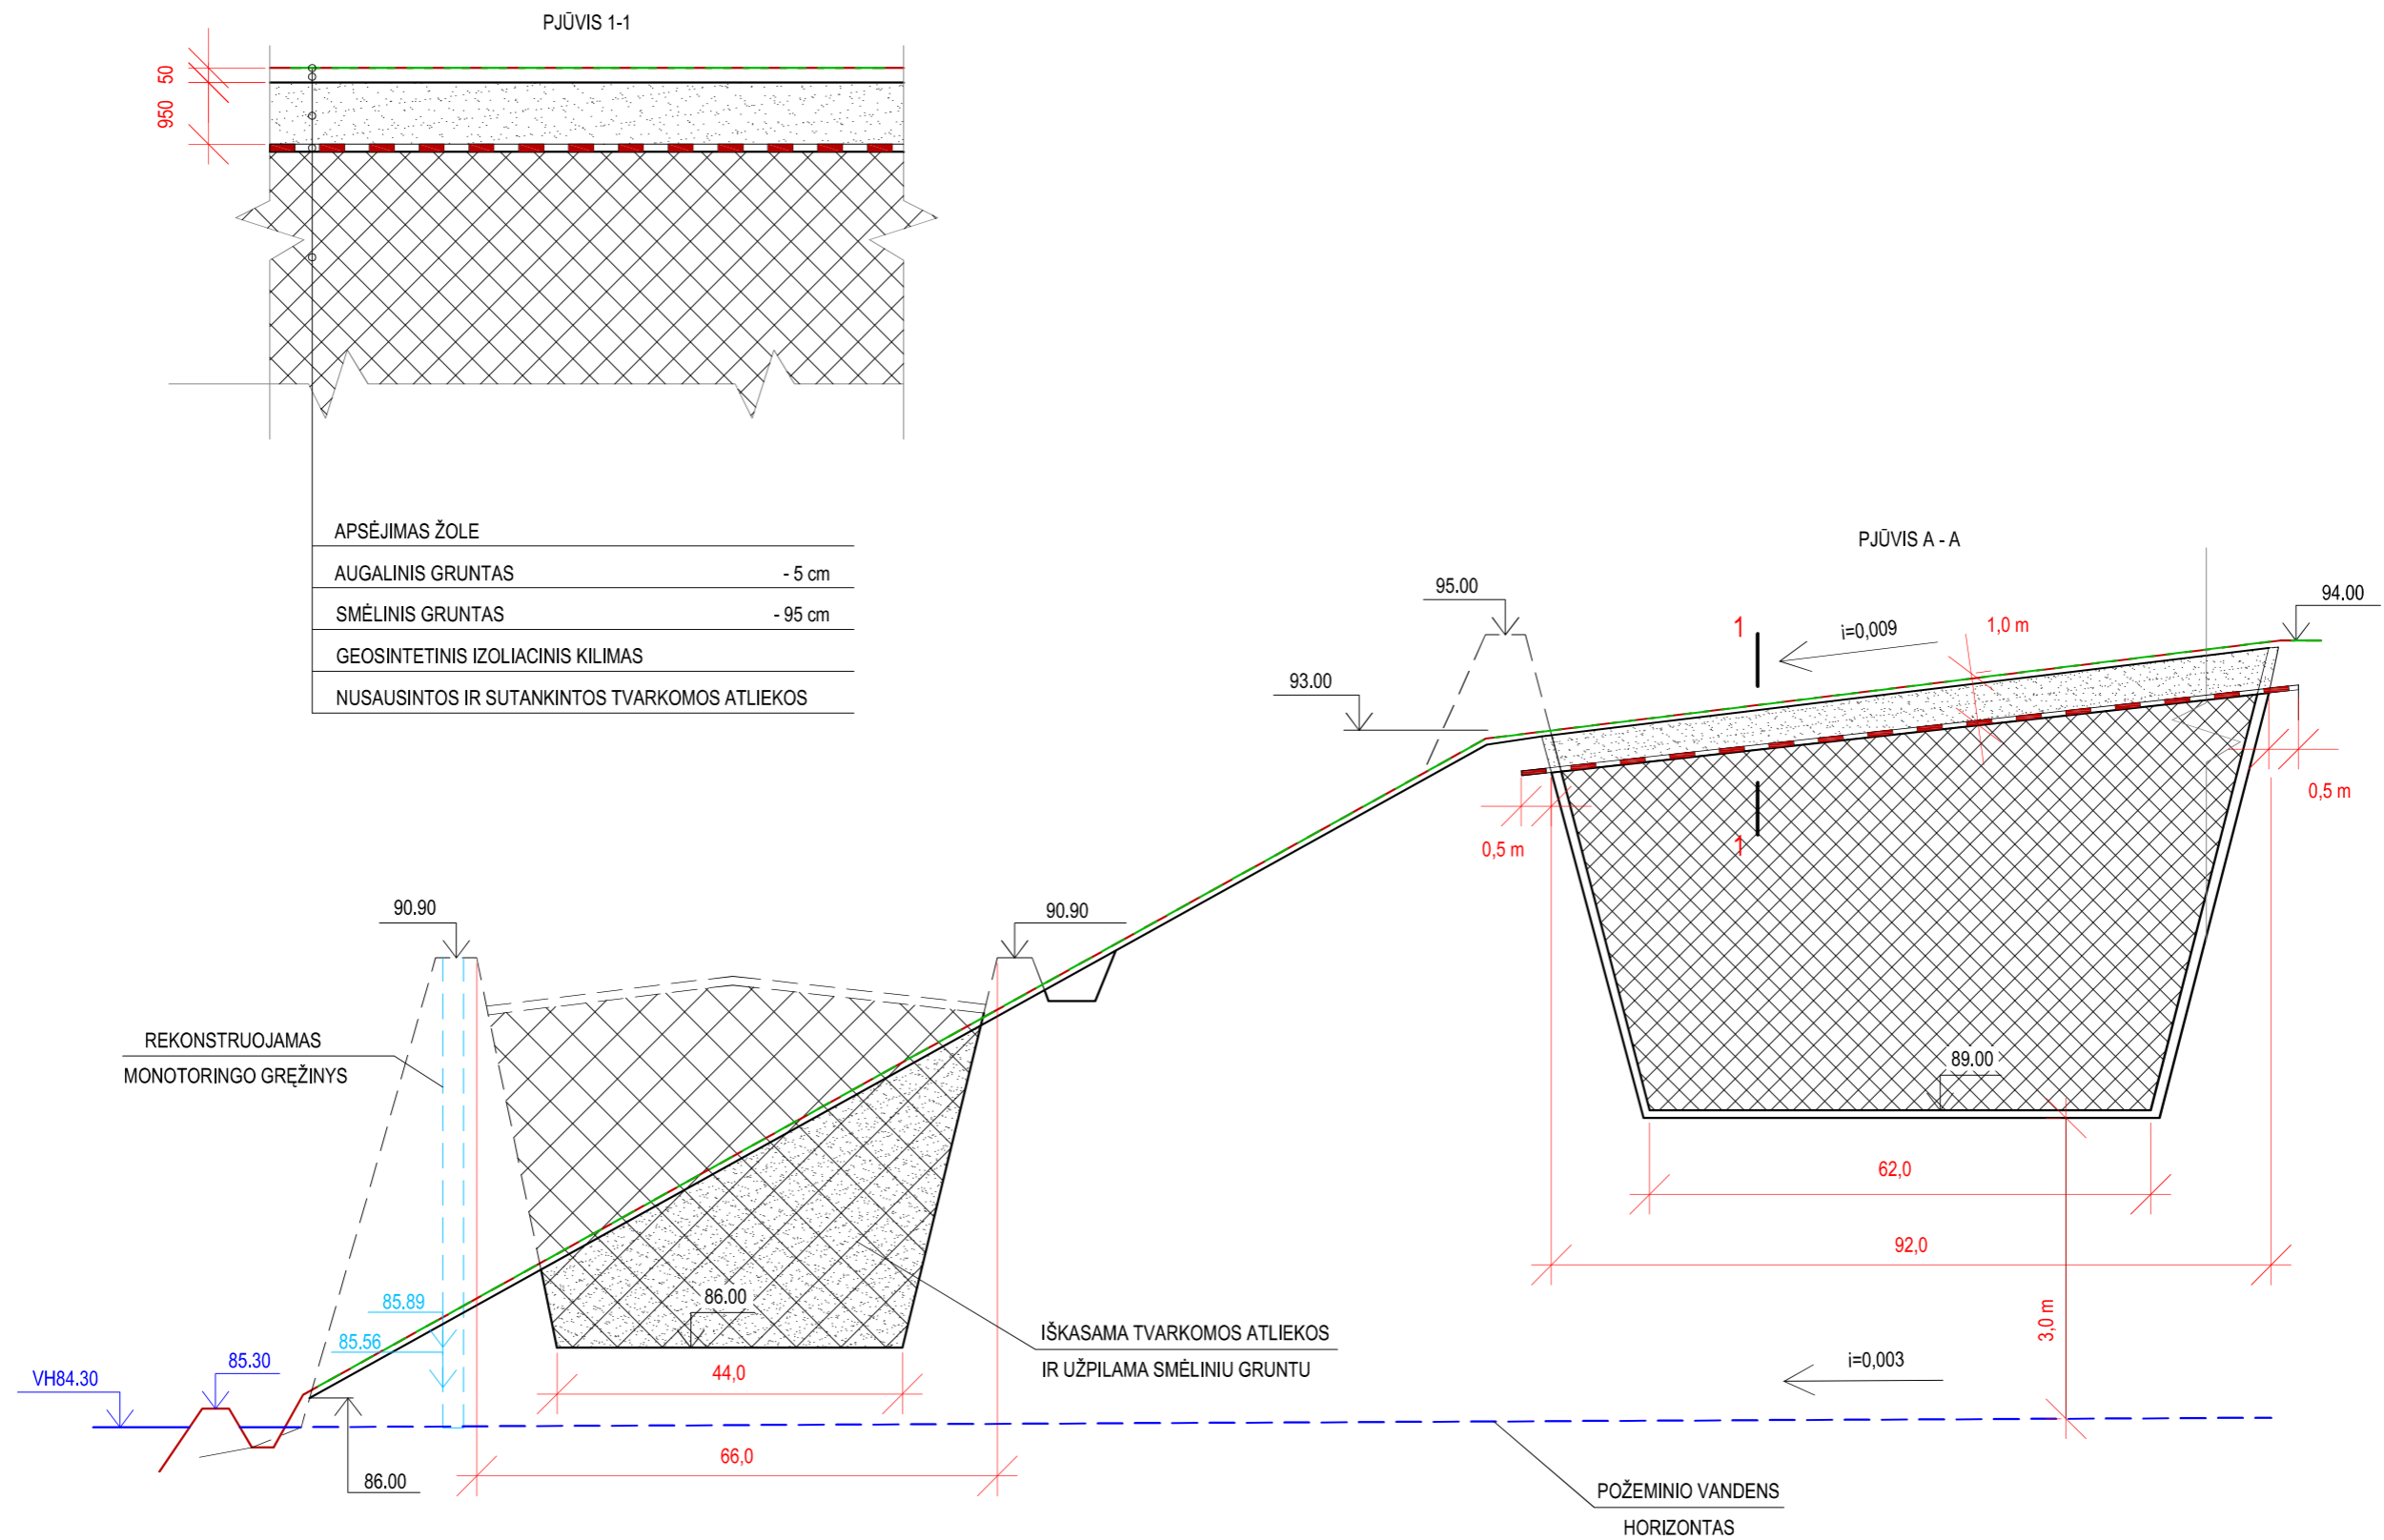 PJŪVIS 1-1
50
950
APSĖJIMAS ŽOLE
AUGALINIS GRUNTAS - 5 cm
SMĖLINIS GRUNTAS - 95 cm
GEOSINTETINIS IZOLIACINIS KILIMAS
NUSAUSINTOS IR SUTANKINTOS TVARKOMOS ATLIEKOS
PJŪVIS A - A
95.00
94.00
1
i=0,009
1,0 m
93.00
0,5 m
1
0,5 m
90.90
90.90
REKONSTRUOJAMAS
MONOTORINGO GRĘŽINYS
89.00
62,0
92,0
85.89
86.00
85.56
3,0 m
IŠKASAMA TVARKOMOS ATLIEKOS
IR UŽPILAMA SMĖLINIU GRUNTU
85.30
VH84.30
44,0
i=0,003
66,0
86.00
POŽEMINIO VANDENS
HORIZONTAS